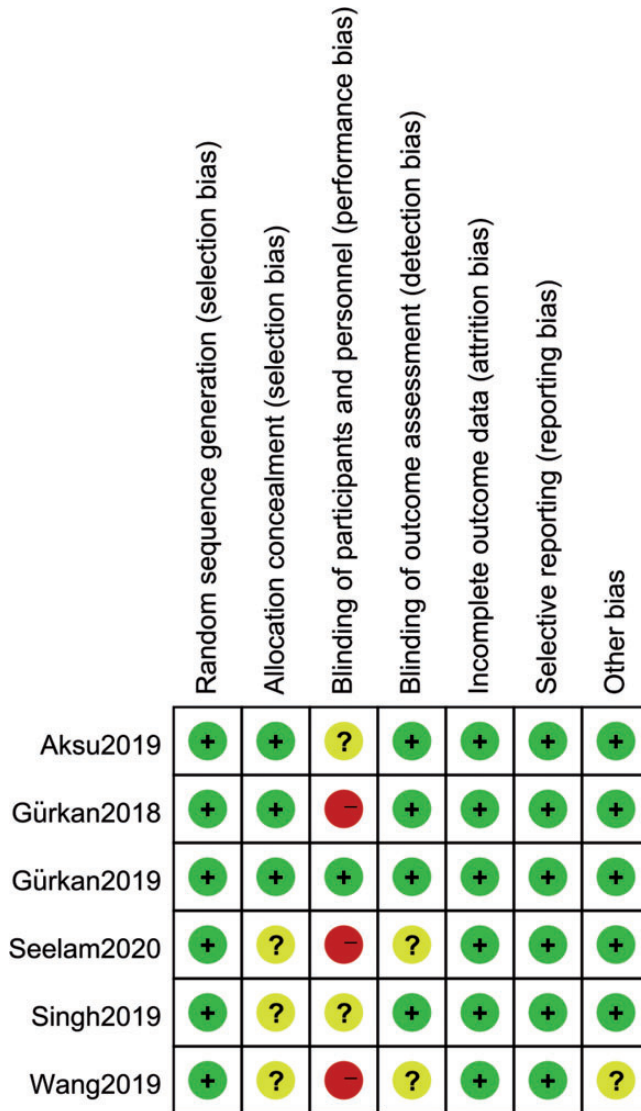 Random sequence generation (selection bias)
Allocation concealment (selection bias)
Blinding of participants and personnel (performance bias)
Blinding of outcome assessment (detection bias)
Incomplete outcome data (attrition bias)
Selective reporting (reporting bias)
Other bias
Aksu2019 + + ? + + + +
Gürkan2018 + + – + + + +
Gürkan2019 + + + + + + +
Seelam2020 + ? – ? + + +
Singh2019 + ? ? + + + +
Wang2019 + ? – ? + + ?